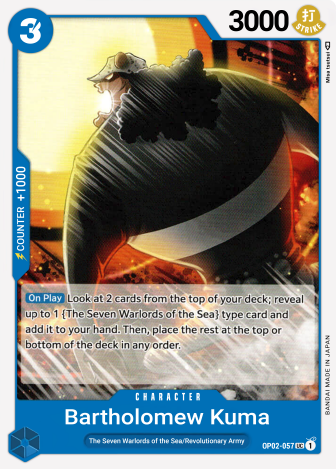 3
3000
打
STRIKE
COUNTER +1000
On Play Look at 2 cards from the top of your deck; reveal
up to 1 {The Seven Warlords of the Sea} type card and
add it to your hand. Then, place the rest at the top or
bottom of the deck in any order.
CHARACTER
Bartholomew Kuma
The Seven Warlords of the Sea/Revolutionary Army
OP02-057 UC 1
BANDAI MADE IN JAPAN